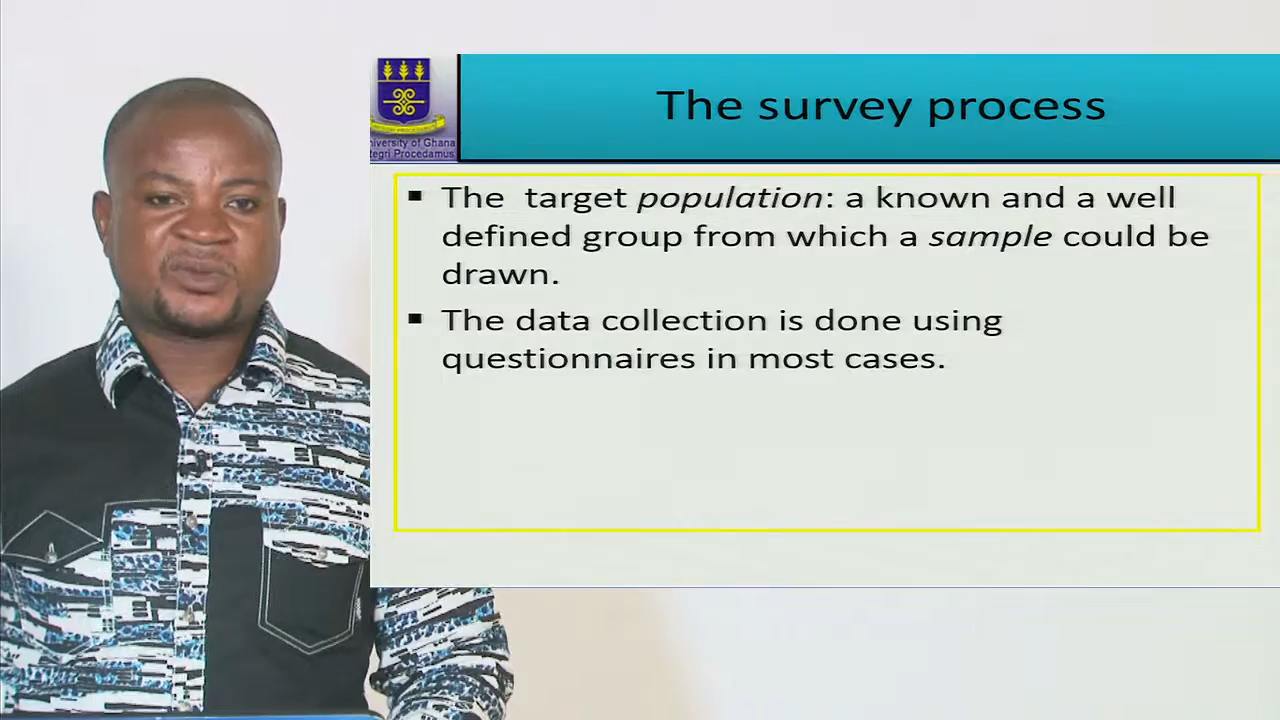 The survey process
niversity of Ghana
tegri Procedamus
▪ The target population: a known and a well
defined group from which a sample could be
drawn.
▪ The data collection is done using
questionnaires in most cases.